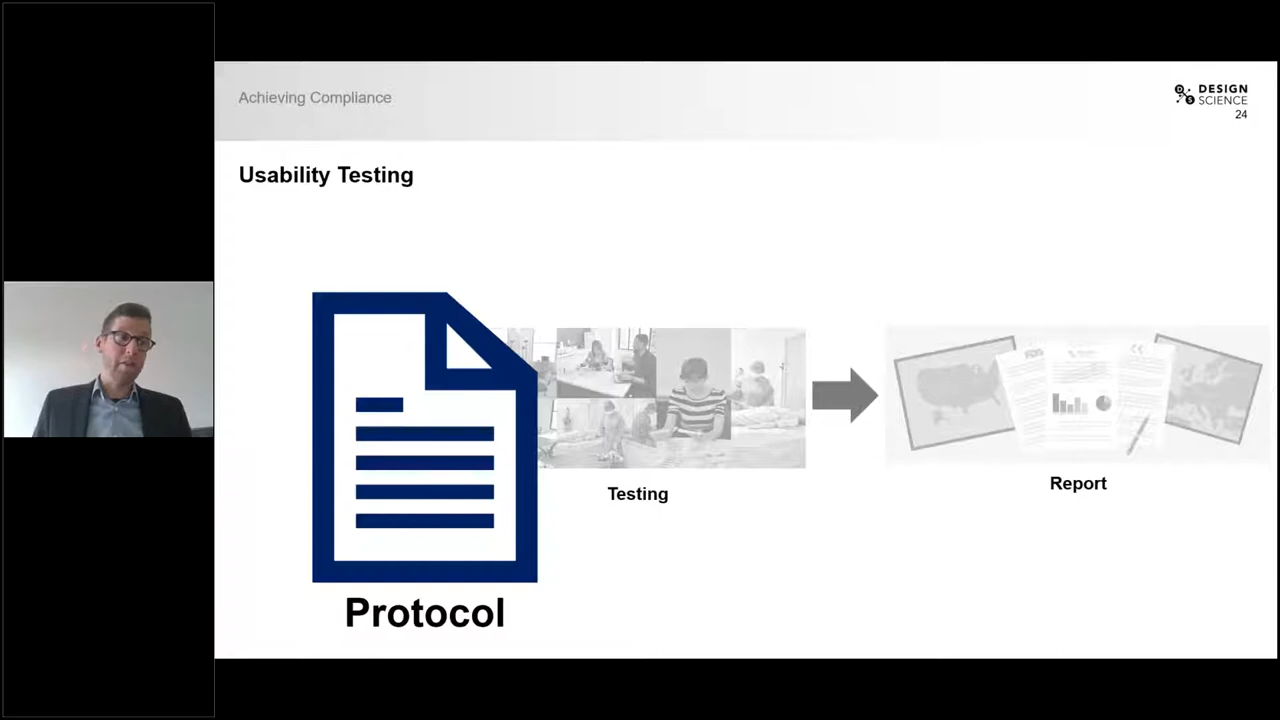 Achieving Compliance
DESIGN
SCIENCE
24
Usability Testing
Testing
Report
Protocol